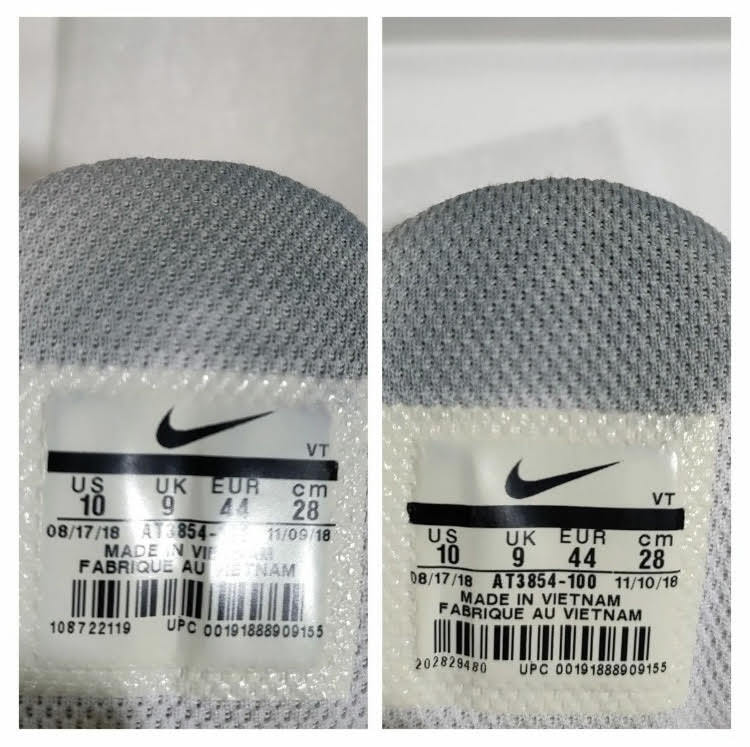 VT
US UK EUR cm
10 9 44 28
08/17/18 AT3854- 11/09/18
MADE IN VIETNAM
FABRIQUE AU VIETNAM
108722119 UPC 00191888909155
VT
US UK EUR cm
10 9 44 28
08/17/18 AT3854-100 11/10/18
MADE IN VIETNAM
FABRIQUE AU VIETNAM
202829480 UPC 00191888909155